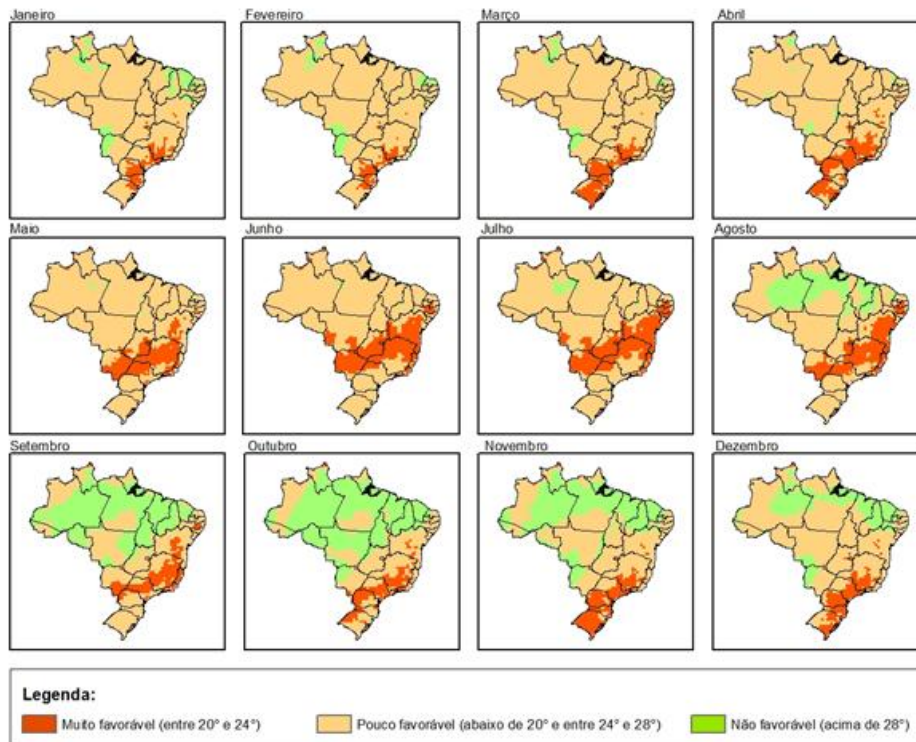 Janeiro
Fevereiro
Março
Abril
Maio
Junho
Julho
Agosto
Setembro
Outubro
Novembro
Dezembro
Legenda:
Muito favorável (entre 20° e 24°)
Pouco favorável (abaixo de 20° e entre 24° e 28°)
Não favorável (acima de 28°)